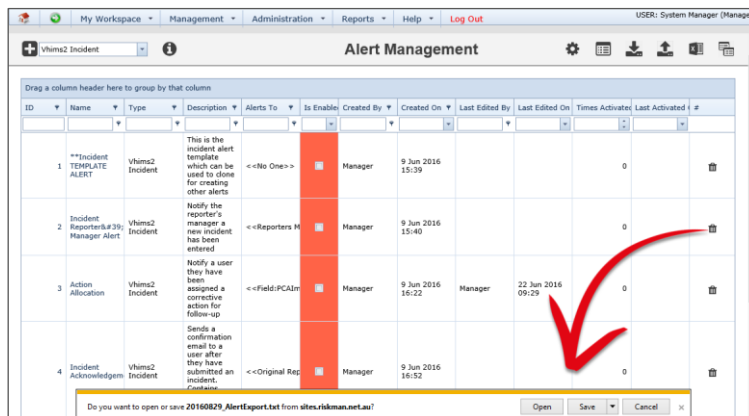 My Workspace Management Administration Reports Help Log Out
USER: System Manager (Manage
Vhims2 Incident
Alert Management
Drag a column header here to group by that column
ID Name Type Description Alerts To Is Enable Created By Created On Last Edited By Last Edited On Times Activated Last Activated #
This is the
incident alert
template
which can be
used to clone
for creating
other alerts
1
**Incident
TEMPLATE
ALERT
Vhims2
Incident
<<No One>>
Manager
9 Jun 2016
15:39
0
Notify the
reporter's
manager a
new incident
has been
entered
2
Incident
Reporter&#39;
Manager Alert
Vhims2
Incident
<<Reporters M
Manager
9 Jun 2016
15:40
0
Notify a user
they have
been
assigned a
corrective
action for
follow-up
3
Action
Allocation
Vhims2
Incident
<<Field:PCAIm
Manager
9 Jun 2016
16:22
Manager
22 Jun 2016
09:29
0
Sends a
confirmation
email to a
user after
they have
submitted an
incident.
Contains
4
Incident
Acknowledgem
Vhims2
Incident
<<Original Rep
Manager
9 Jun 2016
16:52
0
Do you want to open or save 20160829_AlertExport.txt from sites.riskman.net.au?
Open Save Cancel ×